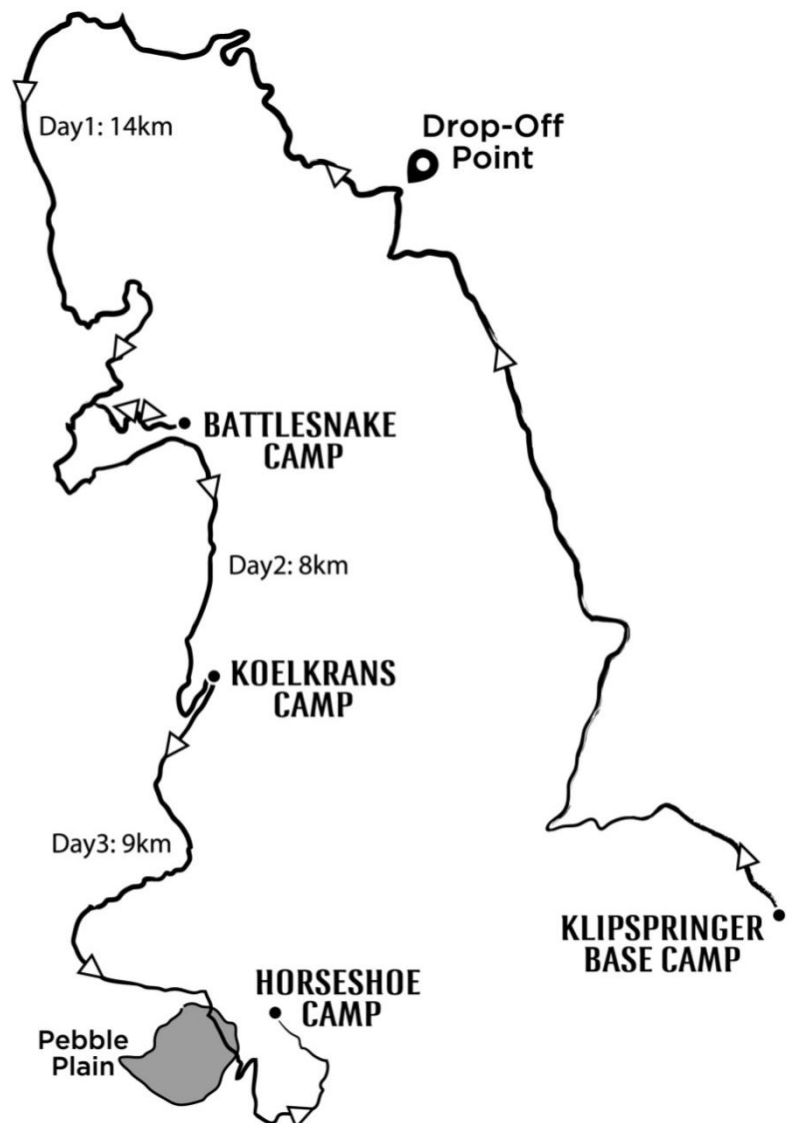 Drop-Off
Point
Day1: 14km
BATTLESNAKE
CAMP
Day2: 8km
KOELKRANS
CAMP
Day3: 9km
KLIPSPRINGER
BASE CAMP
HORSESHOE
CAMP
Pebble
Plain